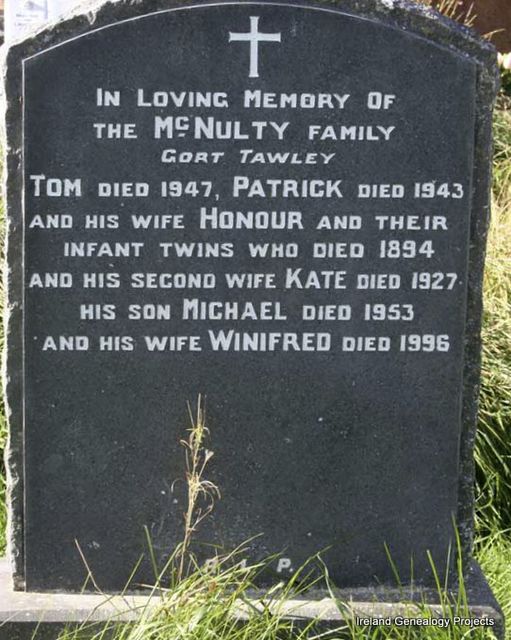 In Loving Memory Of
the McNulty family
Gort Tawley
Tom died 1947, Patrick died 1943
and his wife Honour and their
infant twins who died 1894
and his second wife Kate died 1927
his son Michael died 1953
and his wife Winifred died 1996
R.I.P.
Ireland Genealogy Projects